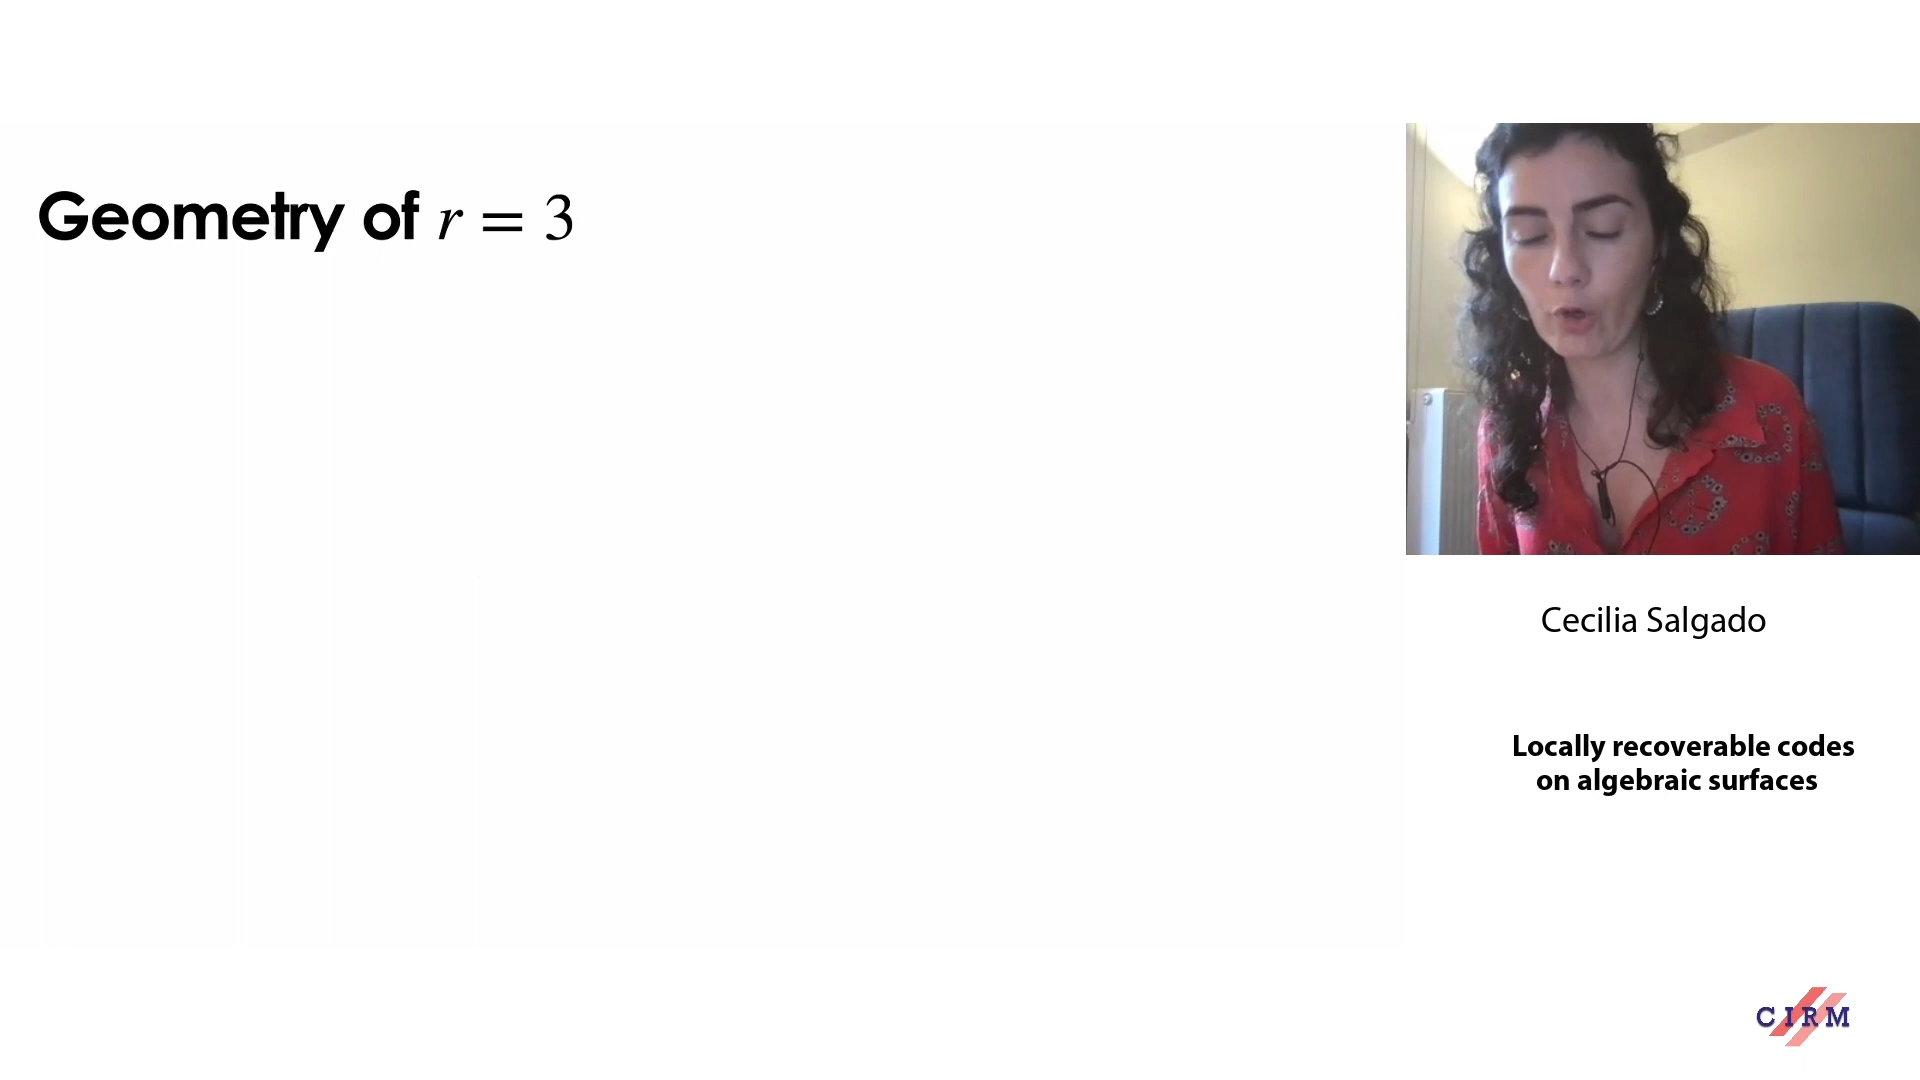 Geometry of r = 3
Cecilia Salgado
Locally recoverable codes
on algebraic surfaces
CIRM